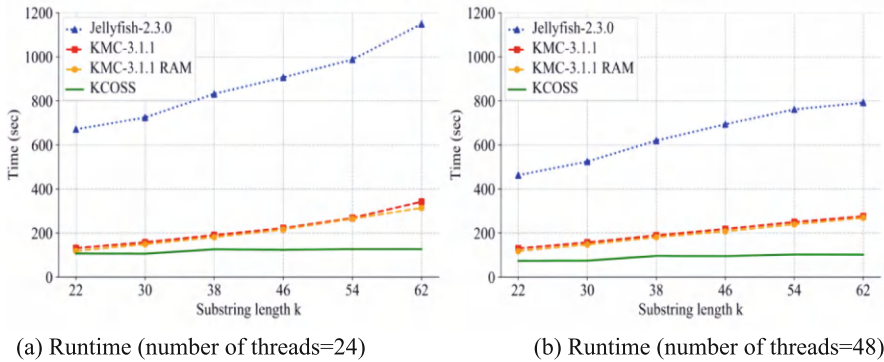 1200
1000
800
600
400
200
0
Time (sec)
Jellyfish-2.3.0
KMC-3.1.1
KMC-3.1.1 RAM
KCOSS
22 30 38 46 54 62
Substring length k
(a) Runtime (number of threads=24)
1200
1000
800
600
400
200
0
Time (sec)
Jellyfish-2.3.0
KMC-3.1.1
KMC-3.1.1 RAM
KCOSS
22 30 38 46 54 62
Substring length k
(b) Runtime (number of threads=48)